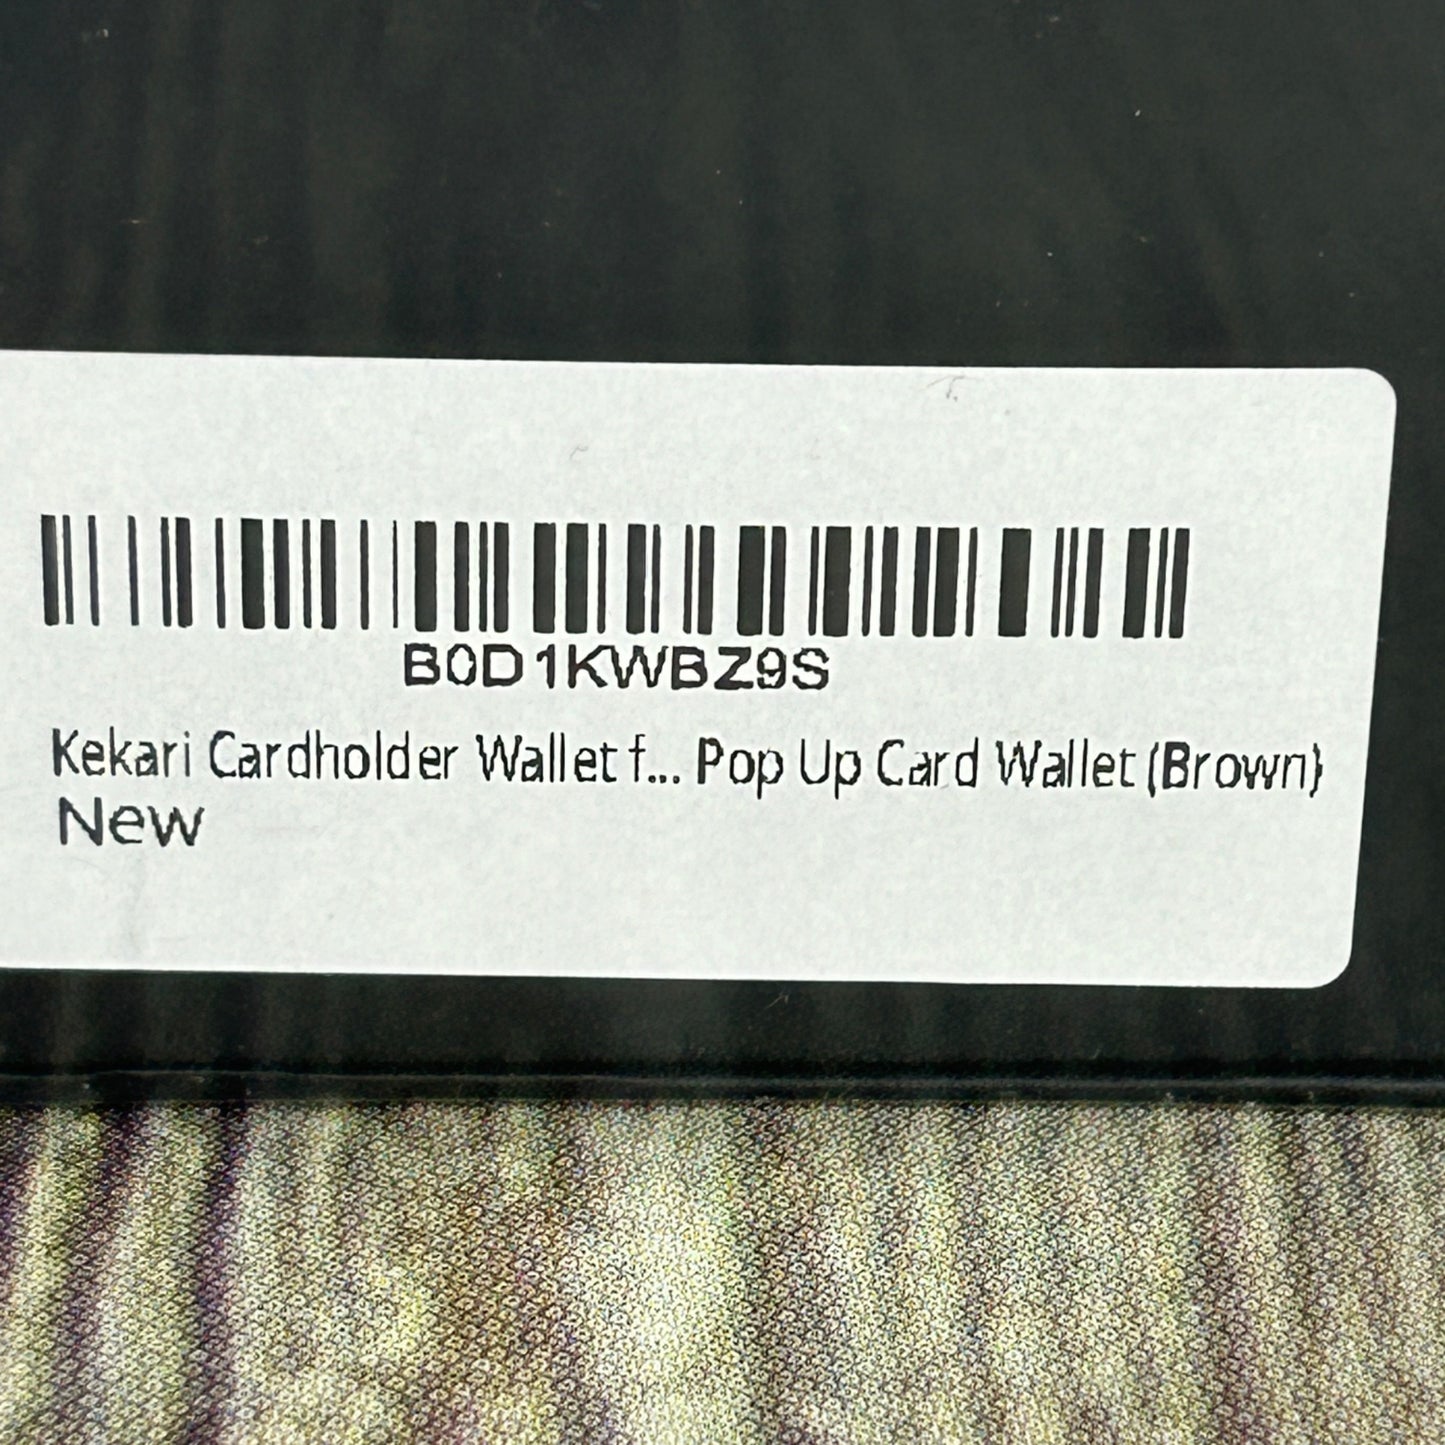 B0D1KWBZ9S
Kekari Cardholder Wallet f... Pop Up Card Wallet (Brown)
New